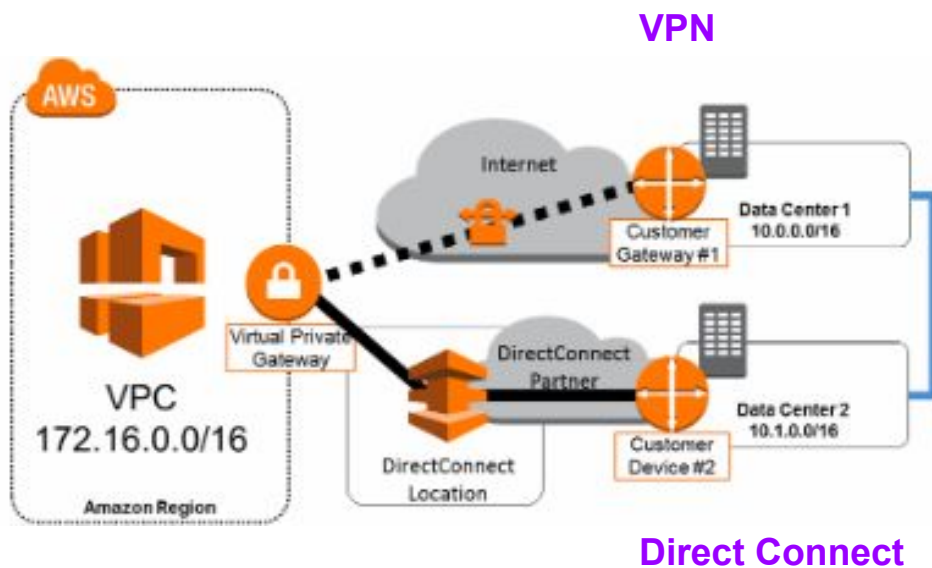 VPN
AWS
Internet
Data Center 1
10.0.0.0/16
Customer
Gateway #1
Virtual Private
Gateway
DirectConnect
Partner
VPC
172.16.0.0/16
Data Center 2
10.1.0.0/16
Customer
Device #2
DirectConnect
Location
Amazon Region
Direct Connect